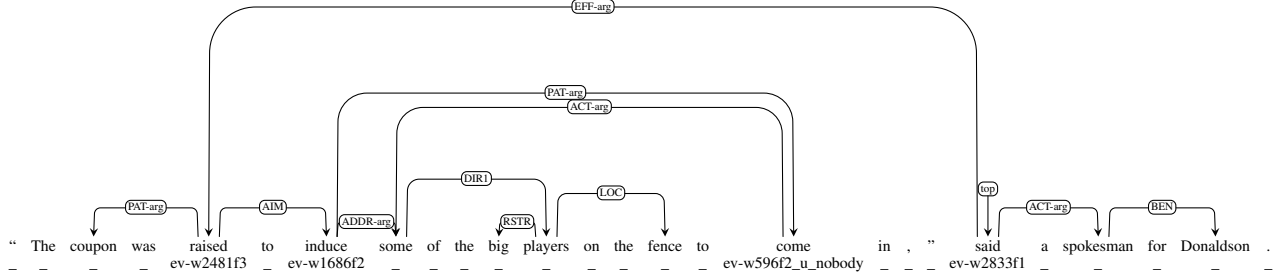 EFF-arg
PAT-arg
ACT-arg
DIR1
LOC
top
PAT-arg AIM ADDR-arg RSTR ACT-arg BEN
“ The coupon was raised to induce some of the big players on the fence to come in , ” said a spokesman for Donaldson .
_ _ _ _ ev-w2481f3 _ ev-w1686f2 _ _ _ _ _ _ _ _ _ ev-w596f2_u_nobody _ _ _ ev-w2833f1 _ _ _ _ _